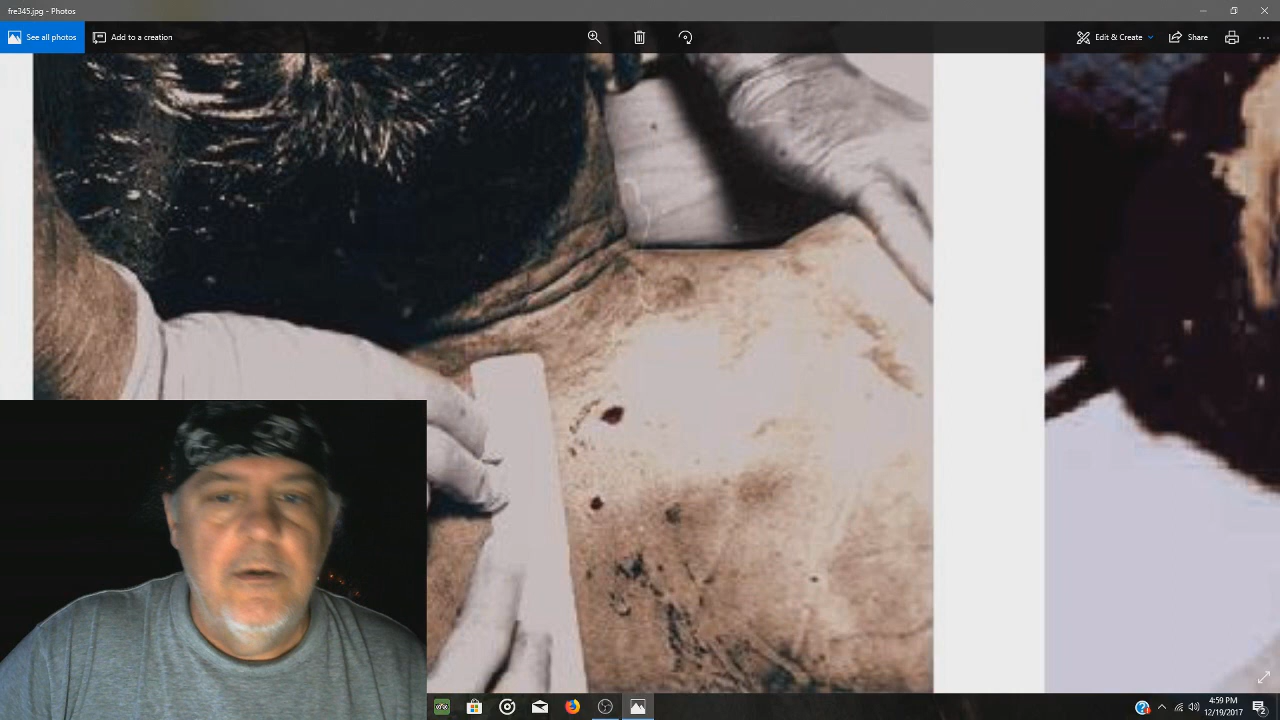 fre345.jpg - Photos
See all photos
Add to a creation
Edit & Create
Share
4:59 PM
12/19/2017